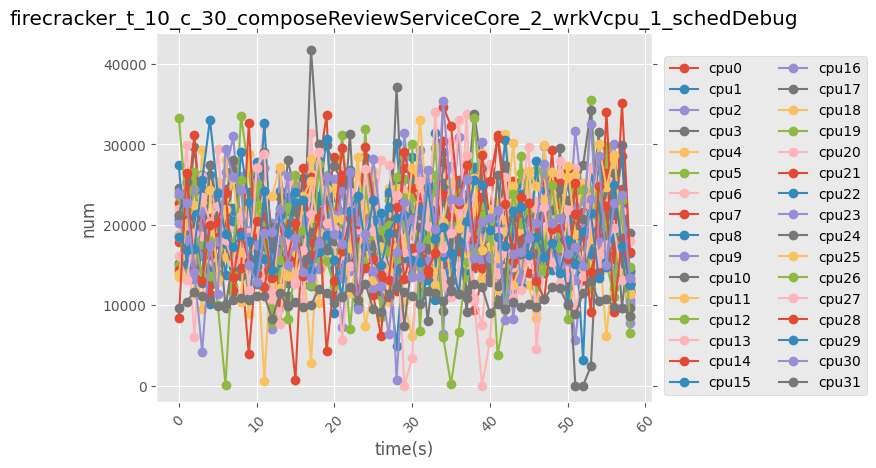 firecracker_t_10_c_30_composeReviewServiceCore_2_wrkVcpu_1_schedDebug
40000
30000
20000
10000
0
num
0 10 20 30 40 50 60
time(s)
cpu0 cpu16
cpu1 cpu17
cpu2 cpu18
cpu3 cpu19
cpu4 cpu20
cpu5 cpu21
cpu6 cpu22
cpu7 cpu23
cpu8 cpu24
cpu9 cpu25
cpu10 cpu26
cpu11 cpu27
cpu12 cpu28
cpu13 cpu29
cpu14 cpu30
cpu15 cpu31